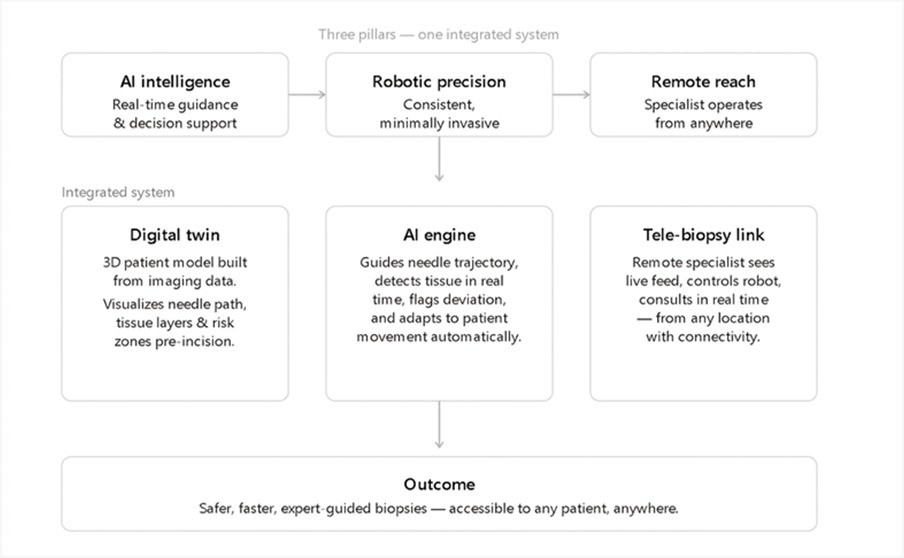 Three pillars — one integrated system
AI intelligence
Real-time guidance
& decision support
Robotic precision
Consistent,
minimally invasive
Remote reach
Specialist operates
from anywhere
Integrated system
Digital twin
3D patient model built
from imaging data.
Visualizes needle path,
tissue layers & risk
zones pre-incision.
AI engine
Guides needle trajectory,
detects tissue in real
time, flags deviation,
and adapts to patient
movement automatically.
Tele-biopsy link
Remote specialist sees
live feed, controls robot,
consults in real time
— from any location
with connectivity.
Outcome
Safer, faster, expert-guided biopsies — accessible to any patient, anywhere.